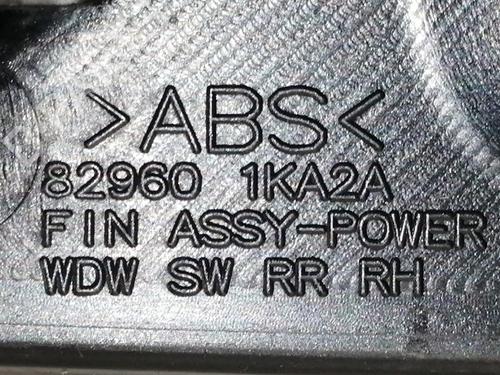 >ABS<
82960 1KA2A
FIN ASSY-POWER
WDW SW RR RH